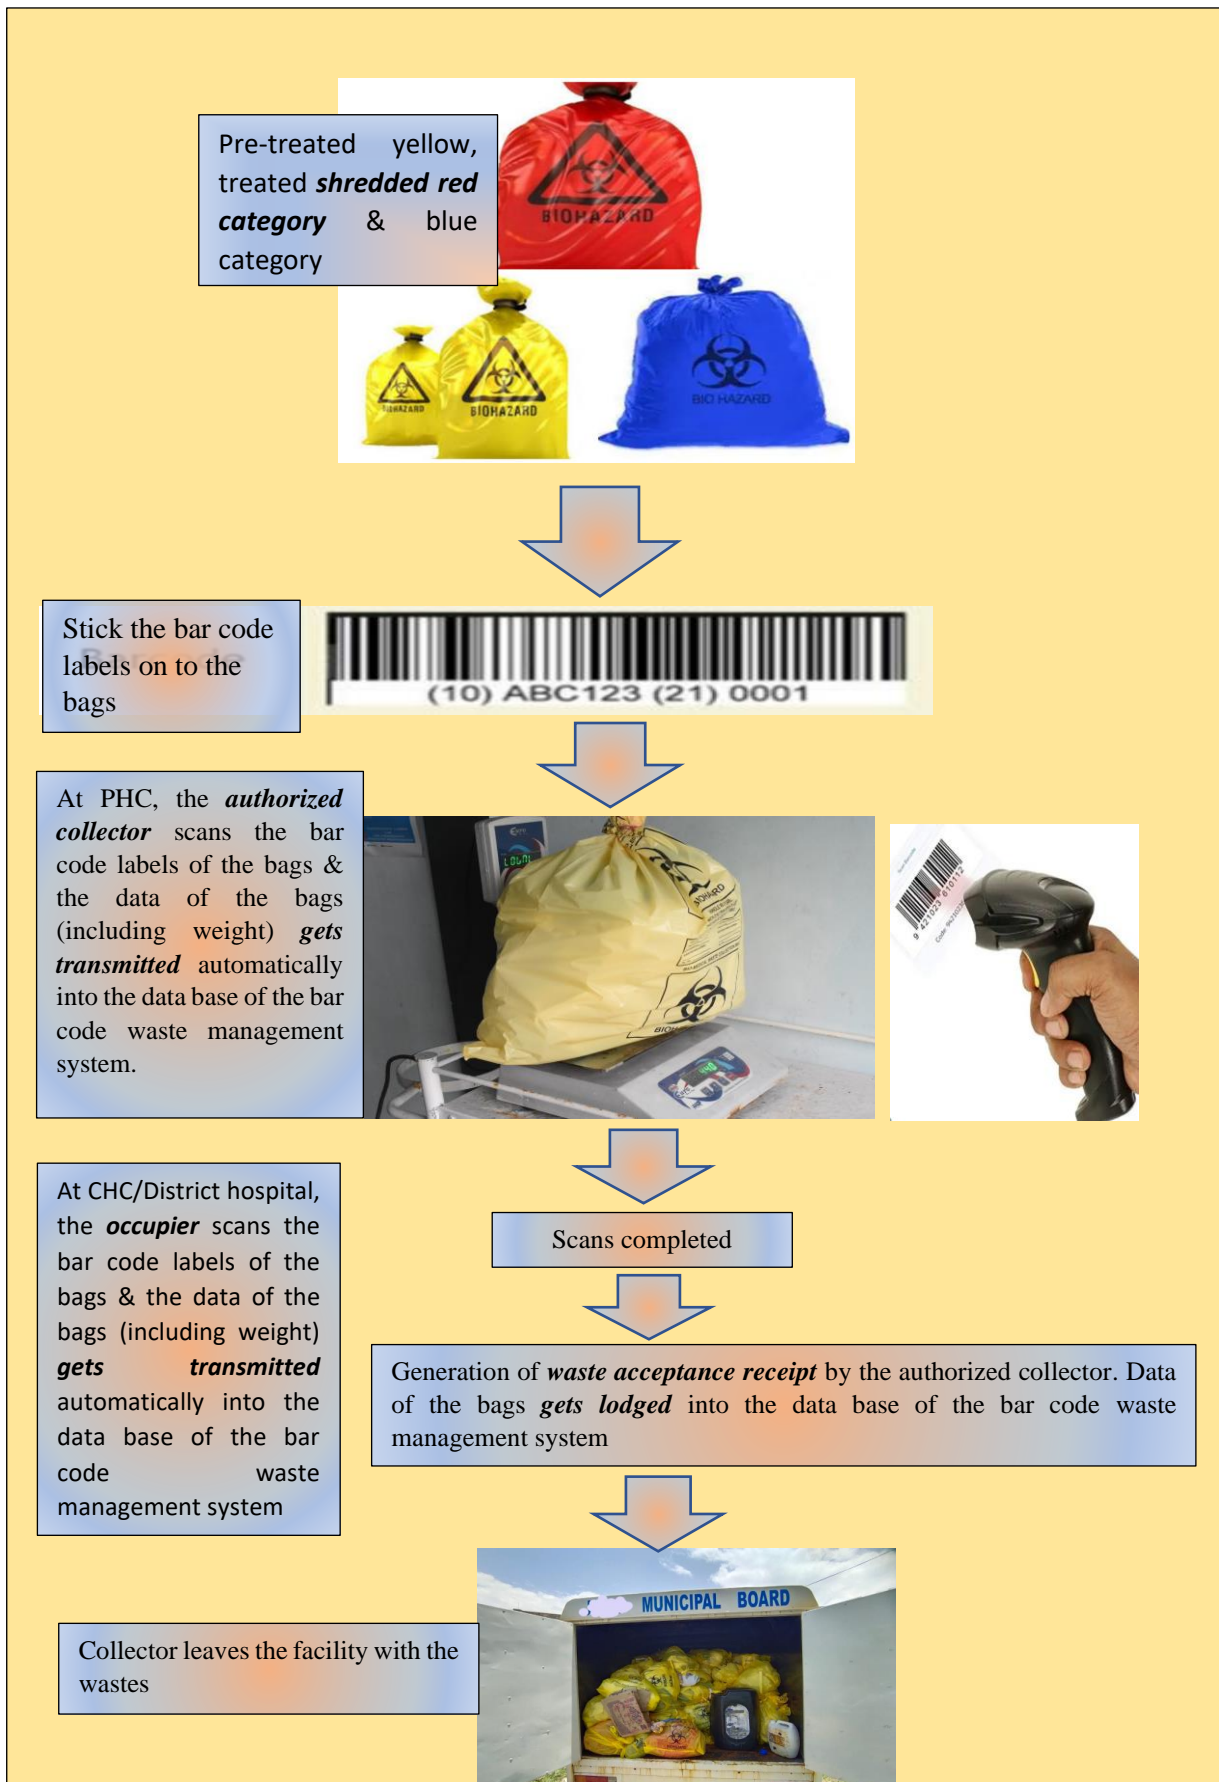 Pre-treated yellow,
treated shredded red
category & blue
category
BIOHAZARD
BIOHAZARD
BIOHAZARD
BIO HAZARD
Stick the bar code
labels on to the
bags
(10) ABC123 (21) 0001
At PHC, the authorized
collector scans the bar
code labels of the bags &
the data of the bags
(including weight) gets
transmitted automatically
into the data base of the bar
code waste management
system.
BIOHAZARD
9 421023 610112
At CHC/District hospital,
the occupier scans the
bar code labels of the
bags & the data of the
bags (including weight)
gets transmitted
automatically into the
data base of the bar
code waste
management system
Scans completed
Generation of waste acceptance receipt by the authorized collector. Data
of the bags gets lodged into the data base of the bar code waste
management system
MUNICIPAL BOARD
Collector leaves the facility with the
wastes